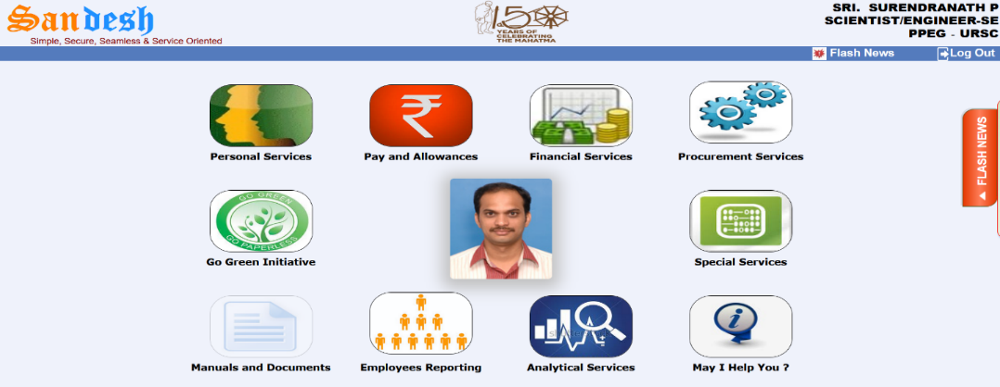 Sandesh
Simple, Secure, Seamless & Service Oriented
150
YEARS OF
CELEBRATING
THE MAHATMA
SRI. SURENDRANATH P
SCIENTIST/ENGINEER-SE
PPEG - URSC
Flash News
Log Out
Personal Services
Pay and Allowances
Financial Services
Procurement Services
FLASH NEWS
GO GREEN
GO PAPERLESS
Go Green Initiative
Special Services
Manuals and Documents
Employees Reporting
Analytical Services
May I Help You ?